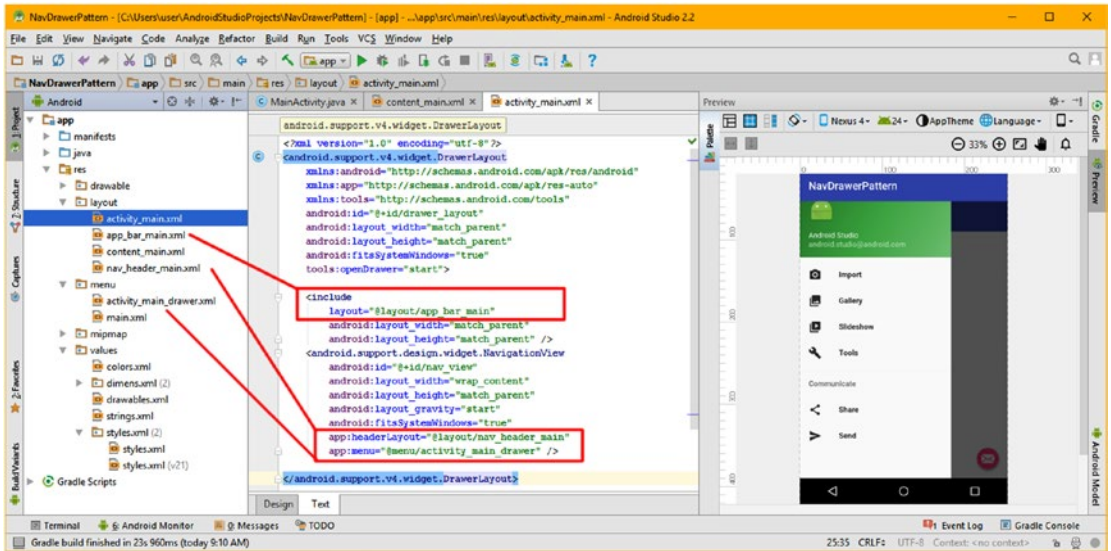 NavDrawerPattern - [C:\Users\user\AndroidStudioProjects\NavDrawerPattern] - [app] - ...\app\src\main\res\layout\activity_main.xml - Android Studio 2.2
File Edit View Navigate Code Analyze Refactor Build Run Tools VCS Window Help
app
NavDrawerPattern app src main res layout activity_main.xml
Android
MainActivity.java content_main.xml activity_main.xml
Preview
1: Project
2: Structure
Captures
2: Favorites
Build Variants
app
manifests
java
res
drawable
layout
activity_main.xml
app_bar_main.xml
content_main.xml
nav_header_main.xml
menu
activity_main_drawer.xml
main.xml
mipmap
values
colors.xml
dimens.xml (2)
drawables.xml
strings.xml
styles.xml (2)
styles.xml
styles.xml (v21)
Gradle Scripts
android.support.v4.widget.DrawerLayout
<?xml version="1.0" encoding="utf-8"?>
<android.support.v4.widget.DrawerLayout
xmlns:android="http://schemas.android.com/apk/res/android"
xmlns:app="http://schemas.android.com/apk/res-auto"
xmlns:tools="http://schemas.android.com/tools"
android:id="@+id/drawer_layout"
android:layout_width="match_parent"
android:layout_height="match_parent"
android:fitsSystemWindows="true"
tools:openDrawer="start">
<include
layout="@layout/app_bar_main"
android:layout_width="match_parent"
android:layout_height="match_parent" />
<android.support.design.widget.NavigationView
android:id="@+id/nav_view"
android:layout_width="wrap_content"
android:layout_height="match_parent"
android:layout_gravity="start"
android:fitsSystemWindows="true"
app:headerLayout="@layout/nav_header_main"
app:menu="@menu/activity_main_drawer" />
</android.support.v4.widget.DrawerLayout>
Design Text
Palette
Nexus 4 24 AppTheme Language
33%
0 100 200 300
100
200
300
400
NavDrawerPattern
Android Studio
android.studio@android.com
Import
Gallery
Slideshow
Tools
Communicate
Share
Send
Gradle
Preview
Android Model
Terminal 6: Android Monitor 0: Messages TODO
1 Event Log Gradle Console
Gradle build finished in 23s 960ms (today 9:10 AM)
25:35 CRLF UTF-8 Context: <no context>